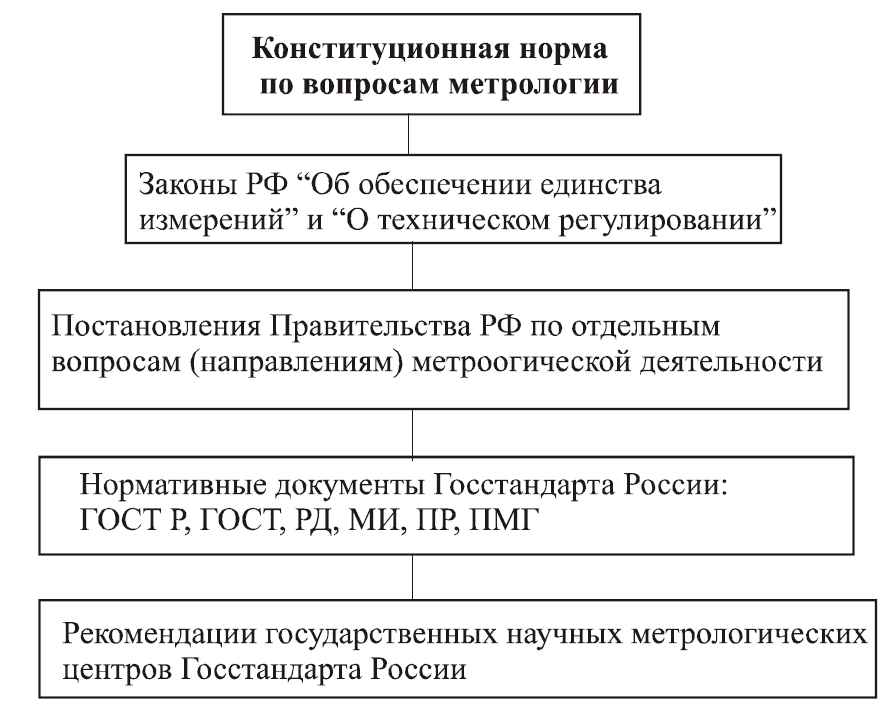 Конституционная норма
по вопросам метрологии
Законы РФ “Об обеспечении единства
измерений” и “О техническом регулировании”
Постановления Правительства РФ по отдельным
вопросам (направлениям) метроогической деятельности
Нормативные документы Госстандарта России:
ГОСТ Р, ГОСТ, РД, МИ, ПР, ПМГ
Рекомендации государственных научных метрологических
центров Госстандарта России